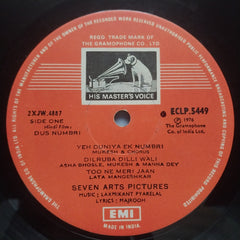 REGD. TRADE MARK OF
THE GRAMOPHONE CO., LTD.
HIS MASTER'S VOICE
2XJW.4887
SIDE ONE
(Hindi Film)
DUS NUMBRI
ECLP.5449
℗ 1976
The Gramophone
Co. of India Ltd.
YEH DUNIYA EK NUMBRI
MUKESH & CHORUS
DILRUBA DILLI WALI
ASHA BHOSLE, MUKESH & MANNA DEY
TOO NE MERI JAAN
LATA MANGESHKAR
SEVEN ARTS PICTURES
MUSIC: LAXMIKANT PYARELAL
LYRICS: MAJROOH
EMI
MADE IN INDIA